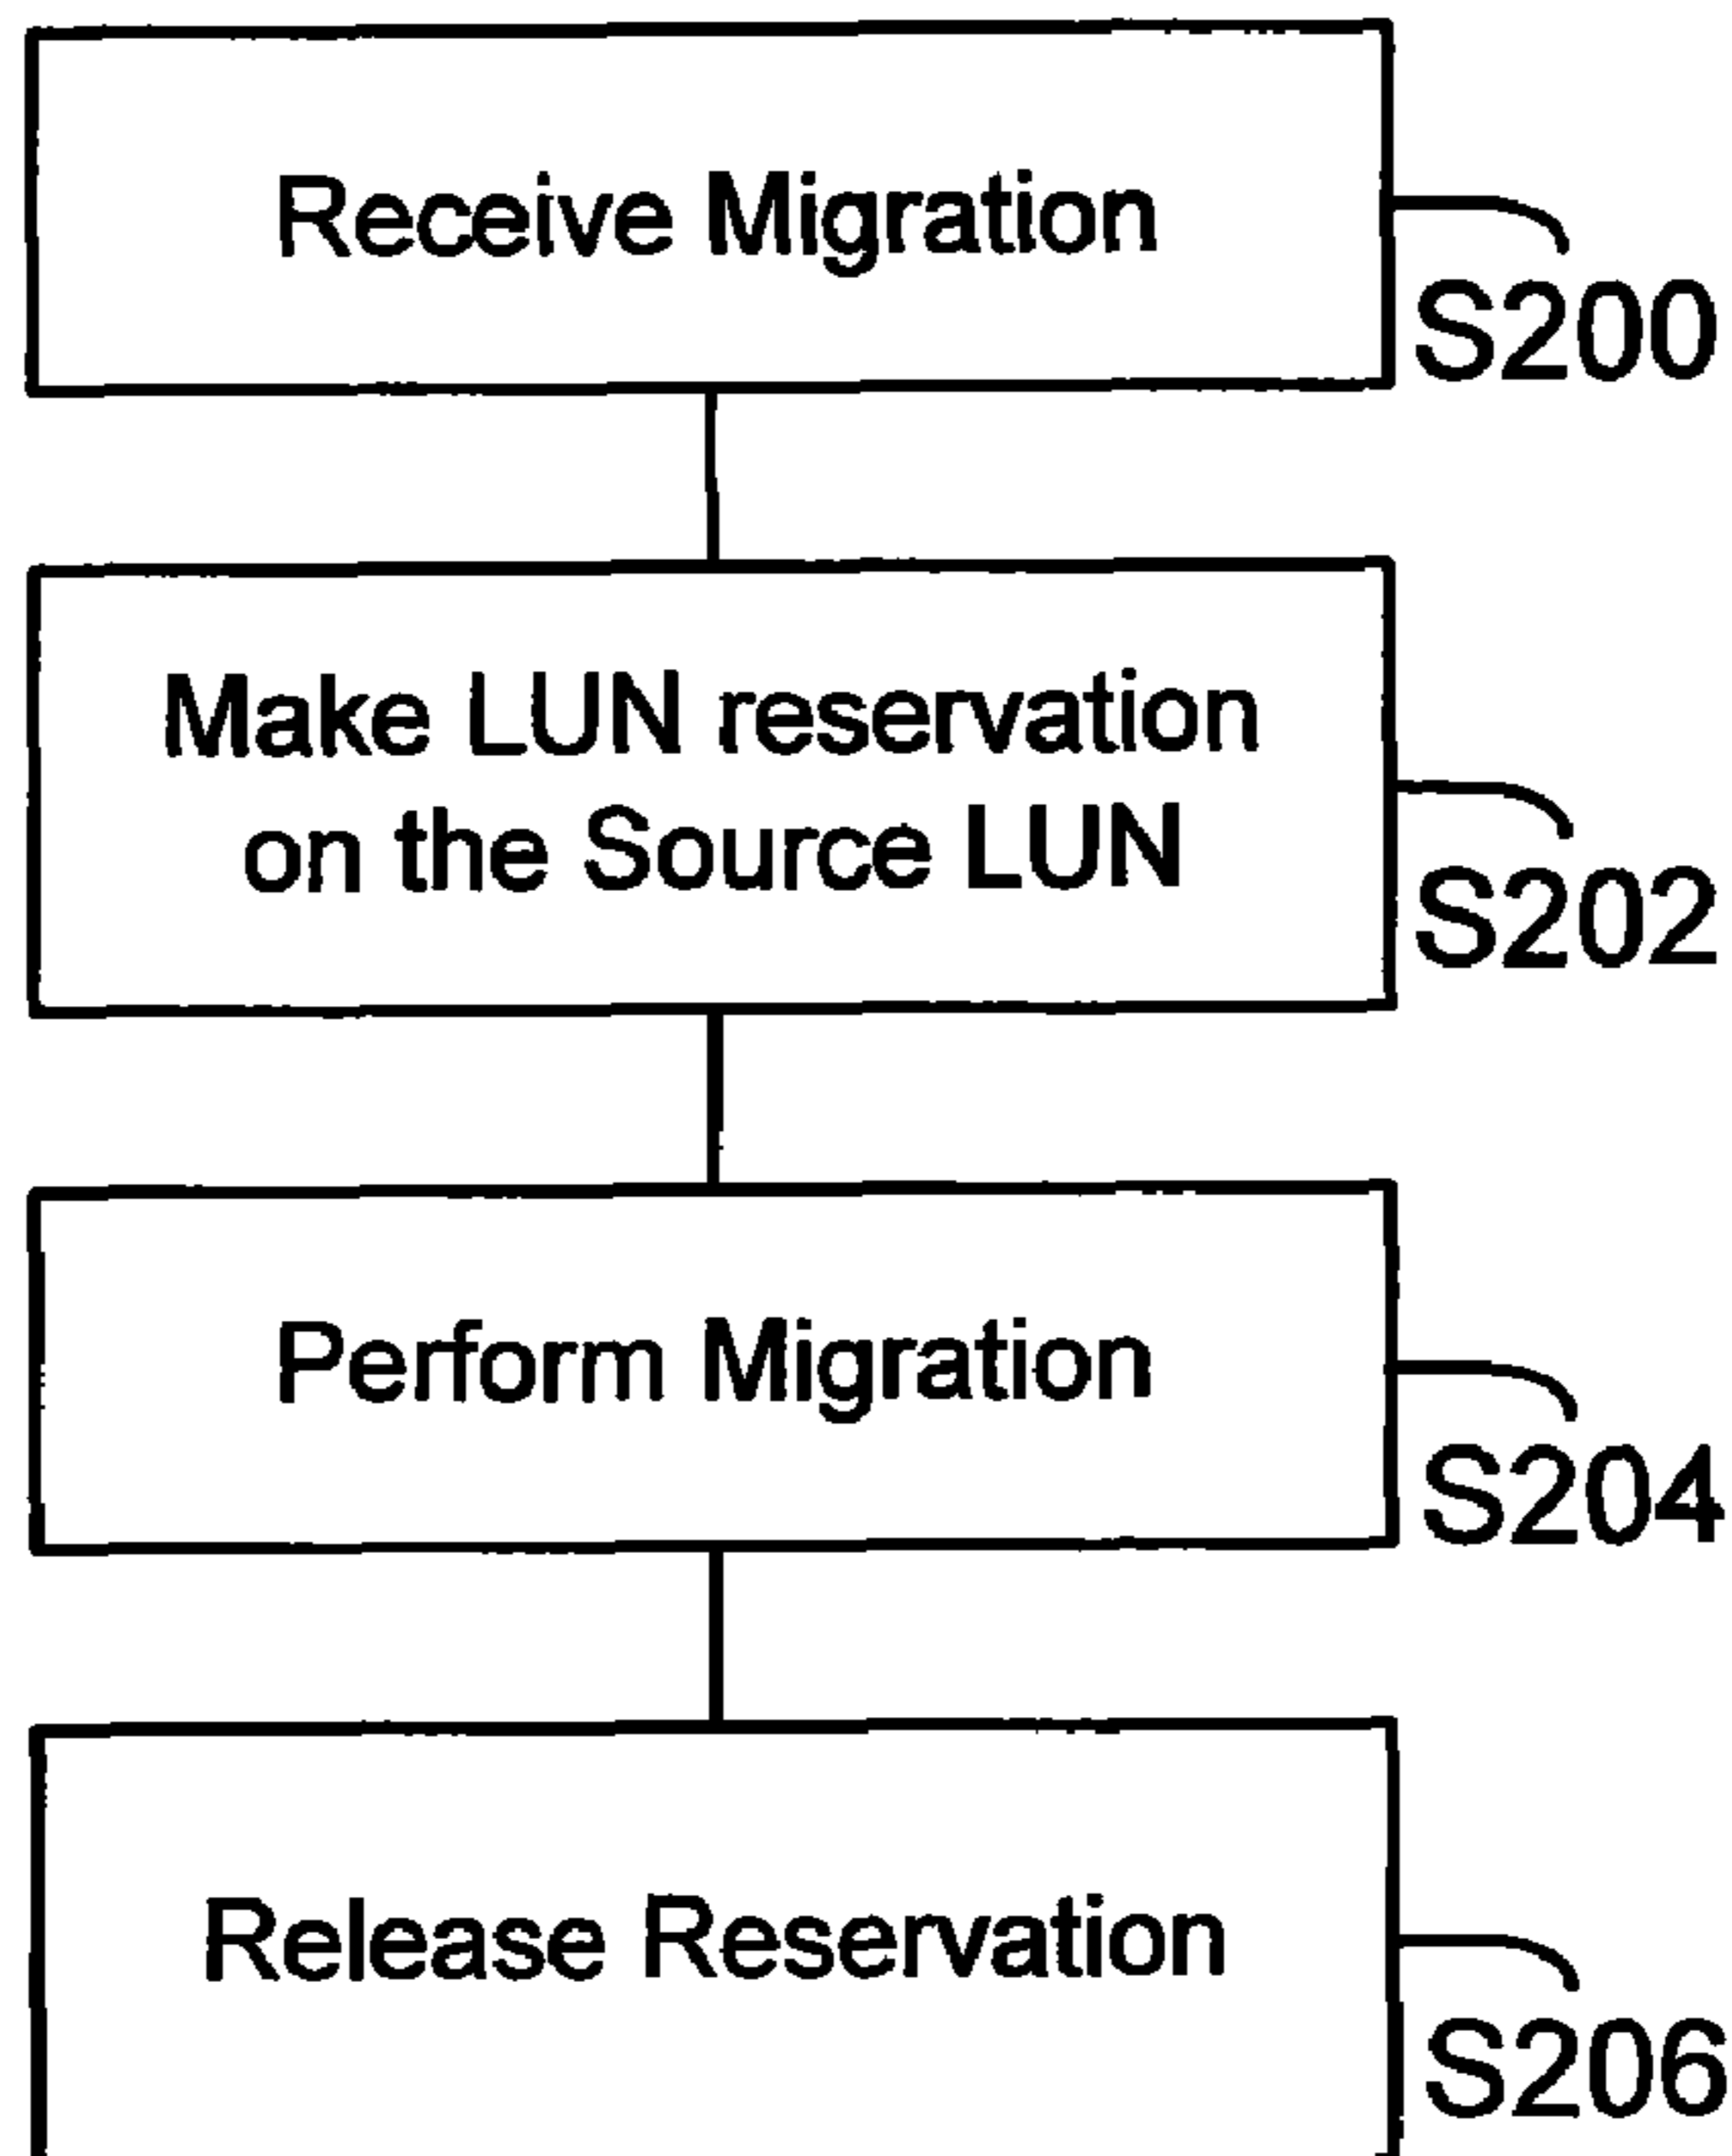 Receive Migration
S200
Make LUN reservation
on the Source LUN
S202
Perform Migration
S204
Release Reservation
S206